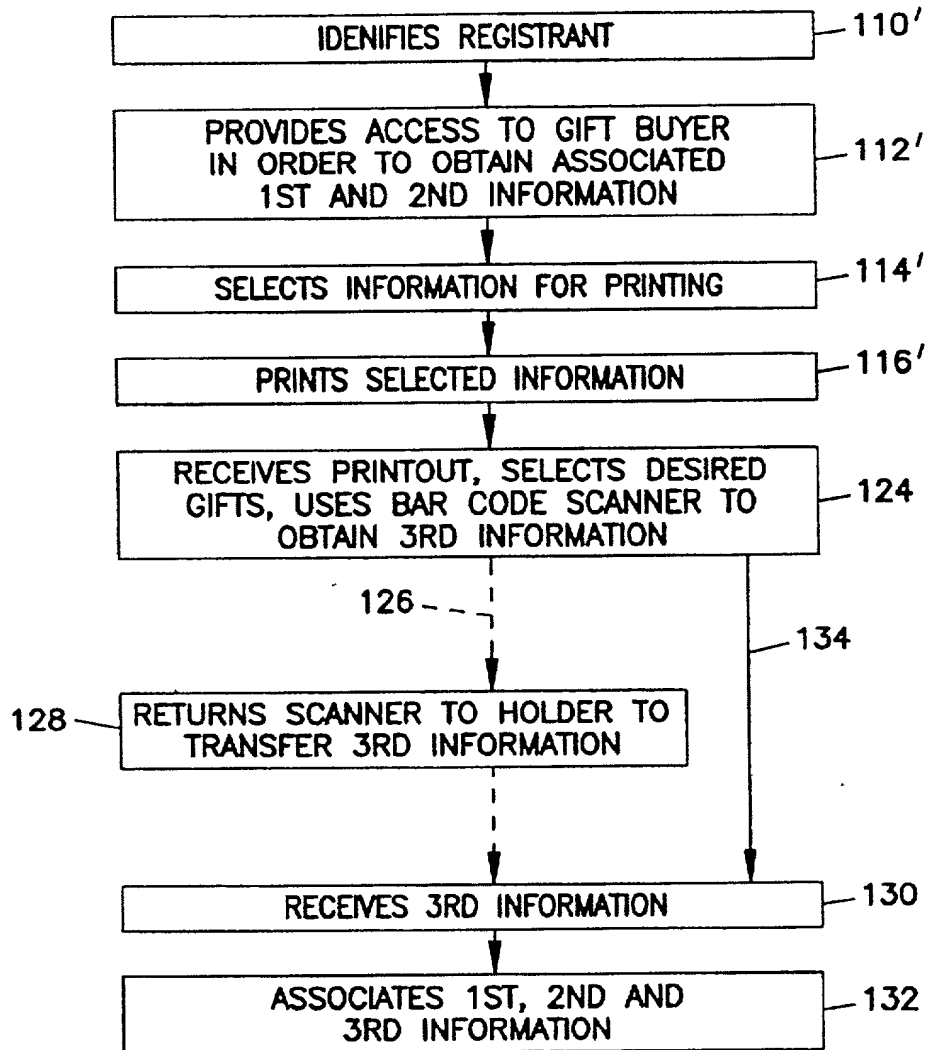 IDENIFIES REGISTRANT
110'
PROVIDES ACCESS TO GIFT BUYER
IN ORDER TO OBTAIN ASSOCIATED
1ST AND 2ND INFORMATION
112'
SELECTS INFORMATION FOR PRINTING
114'
PRINTS SELECTED INFORMATION
116'
RECEIVES PRINTOUT, SELECTS DESIRED
GIFTS, USES BAR CODE SCANNER TO
OBTAIN 3RD INFORMATION
124
126
134
128
RETURNS SCANNER TO HOLDER TO
TRANSFER 3RD INFORMATION
RECEIVES 3RD INFORMATION
130
ASSOCIATES 1ST, 2ND AND
3RD INFORMATION
132